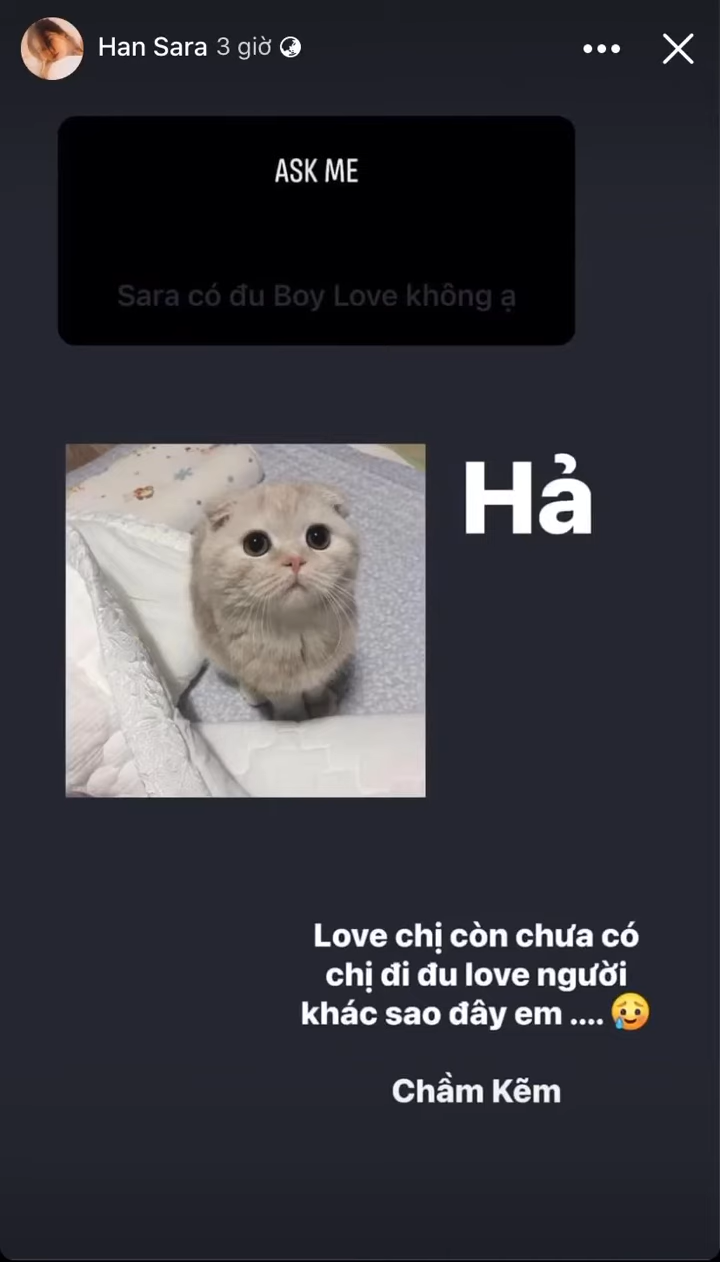 Han Sara 3 giờ
ASK ME
Sara có đu Boy Love không ạ
Hả
Love chị còn chưa có
chị đi đu love người
khác sao đây em .... 🥲
Chầm Kẽm